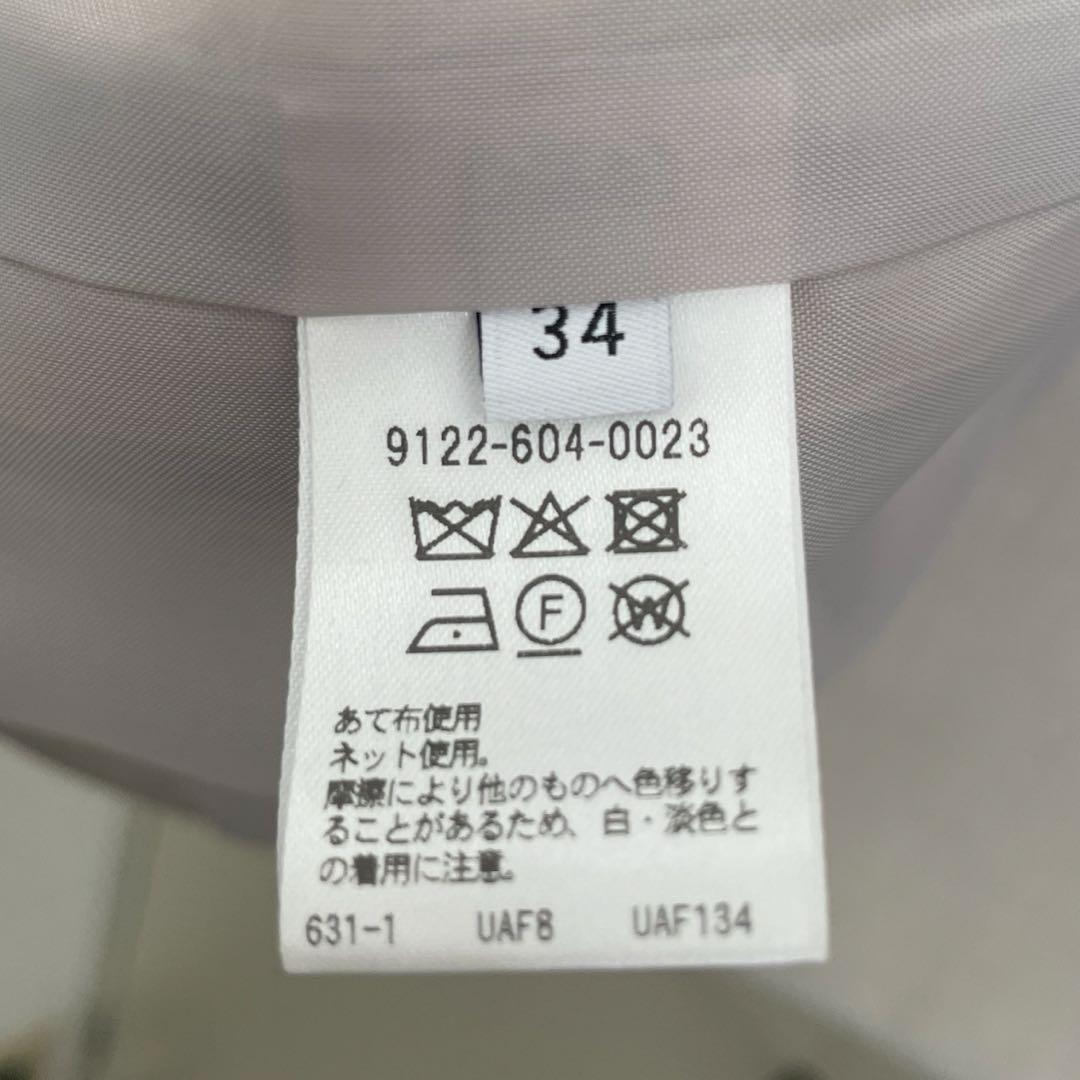 34
9122-604-0023
F
W
あて布使用
ネット使用。
摩擦により他のものへ色移りす
ることがあるため、白・淡色と
の着用に注意。
631-1 UAF8 UAF134